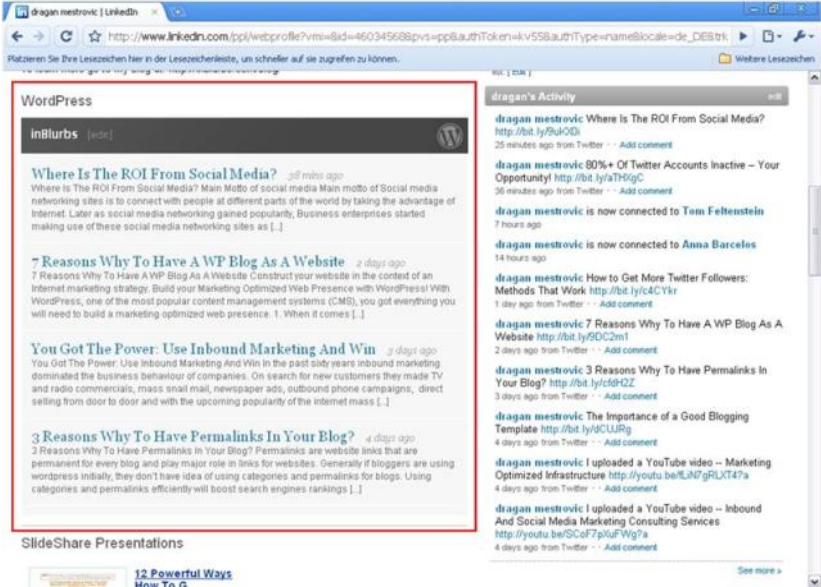 dragan mestrovic | LinkedIn
http://www.linkedin.com/ppl/webprofile?vmi=&id=46034568&pvs=pp&authToken=kv55&authType=name&locale=de_DE&trk
Platzieren Sie Ihre Lesezeichen hier in der Lesezeichenleiste, um schneller auf sie zugreifen zu können.
Weitere Lesezeichen
WordPress
inBlurbs [edit]
Where Is The ROI From Social Media? 38 mins ago
Where Is The ROI From Social Media? Main Motto of social media Main motto of Social media
networking sites is to connect with people at different parts of the world by taking the advantage of
Internet. Later as social media networking gained popularity, Business enterprises started
making use of these social media networking sites as [...]
7 Reasons Why To Have A WP Blog As A Website 2 days ago
7 Reasons Why To Have A WP Blog As A Website Construct your website in the context of an
Internet marketing strategy. Build your Marketing Optimized Web Presence with WordPress! With
WordPress, one of the most popular content management systems (CMS), you got everything you
will need to build a marketing optimized web presence. 1. When it comes [...]
You Got The Power: Use Inbound Marketing And Win 3 days ago
You Got The Power: Use Inbound Marketing And Win In the past sixty years inbound marketing
dominated the business behaviour of companies. On search for new customers they made TV
and radio commercials, mass snail mail, newspaper ads, outbound phone campaigns, direct
selling from door to door and with the upcoming popularity of the internet mass [...]
3 Reasons Why To Have Permalinks In Your Blog? 4 days ago
3 Reasons Why To Have Permalinks In Your Blog? Permalinks are website links that are
permanent for every blog and play major role in links for websites. Generally if bloggers are using
wordpress initially, they don't have idea of using categories and permalinks for blogs. Using
categories and permalinks efficiently will boost search engines rankings [...]
SlideShare Presentations
12 Powerful Ways
How To G
dragan's Activity
edit
dragan mestrovic Where Is The ROI From Social Media?
http://bit.ly/9ukX0i
25 minutes ago from Twitter · Add comment
dragan mestrovic 80%+ Of Twitter Accounts Inactive – Your
Opportunity! http://bit.ly/aTHXgC
36 minutes ago from Twitter · Add comment
dragan mestrovic is now connected to Tom Feltenstein
7 hours ago
dragan mestrovic is now connected to Anna Barcelos
14 hours ago
dragan mestrovic How to Get More Twitter Followers:
Methods That Work http://bit.ly/c4CYkr
1 day ago from Twitter · Add comment
dragan mestrovic 7 Reasons Why To Have A WP Blog As A
Website http://bit.ly/9DC2m1
2 days ago from Twitter · Add comment
dragan mestrovic 3 Reasons Why To Have Permalinks In
Your Blog? http://bit.ly/cfdH2Z
3 days ago from Twitter · Add comment
dragan mestrovic The Importance of a Good Blogging
Template http://bit.ly/dCUJRg
4 days ago from Twitter · Add comment
dragan mestrovic I uploaded a YouTube video -- Marketing
Optimized Infrastructure http://youtu.be/fLiN7gRLXT4?a
4 days ago from Twitter · Add comment
dragan mestrovic I uploaded a YouTube video -- Inbound
And Social Media Marketing Consulting Services
http://youtu.be/SCoF7pXuFWg?a
4 days ago from Twitter · Add comment
See more »